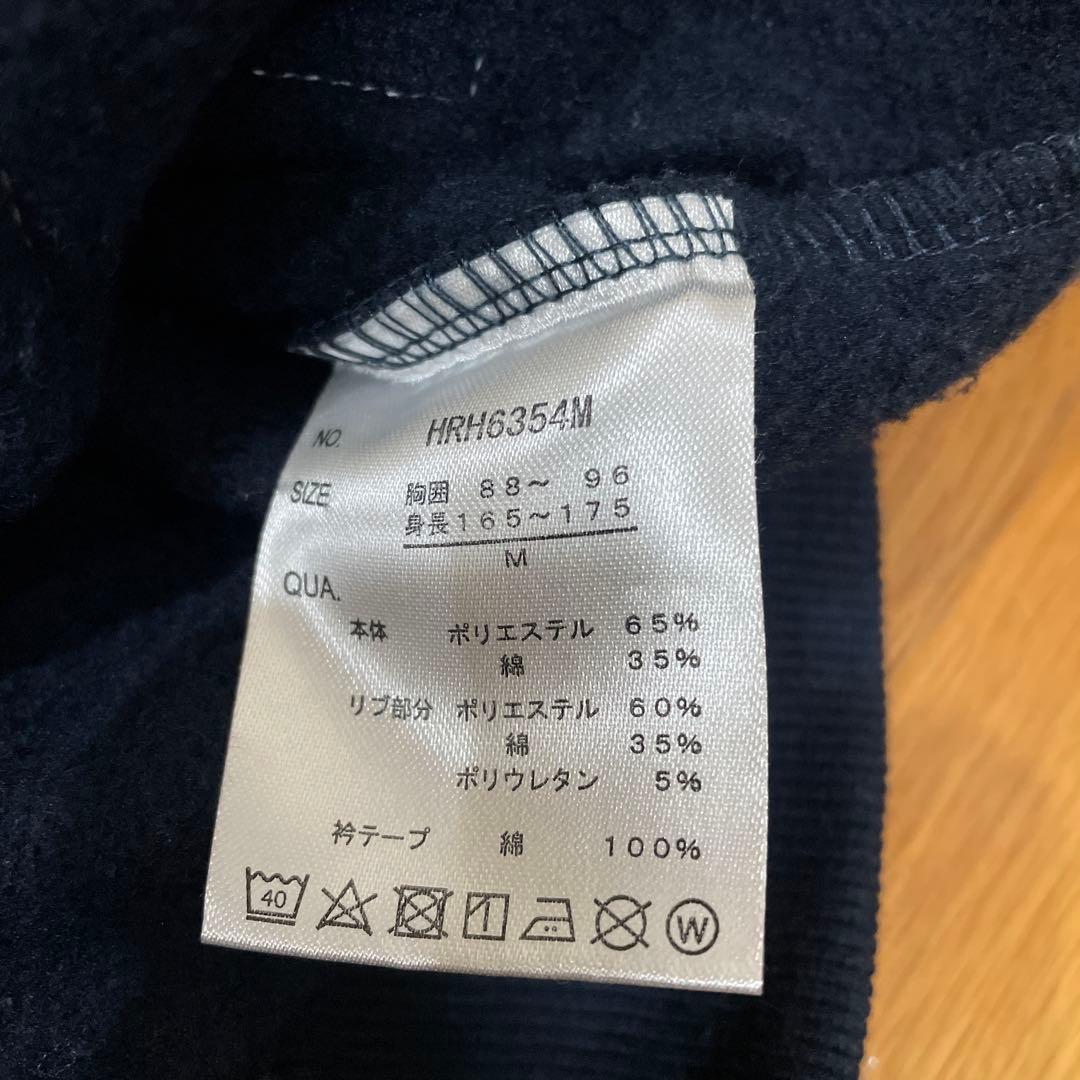 NO. HRH6354M
SIZE 胸囲 88～ 96
身長165～175
M
QUA.
本体 ポリエステル 65%
綿 35%
リブ部分 ポリエステル 60%
綿 35%
ポリウレタン 5%
衿テープ 綿 100%
40 W